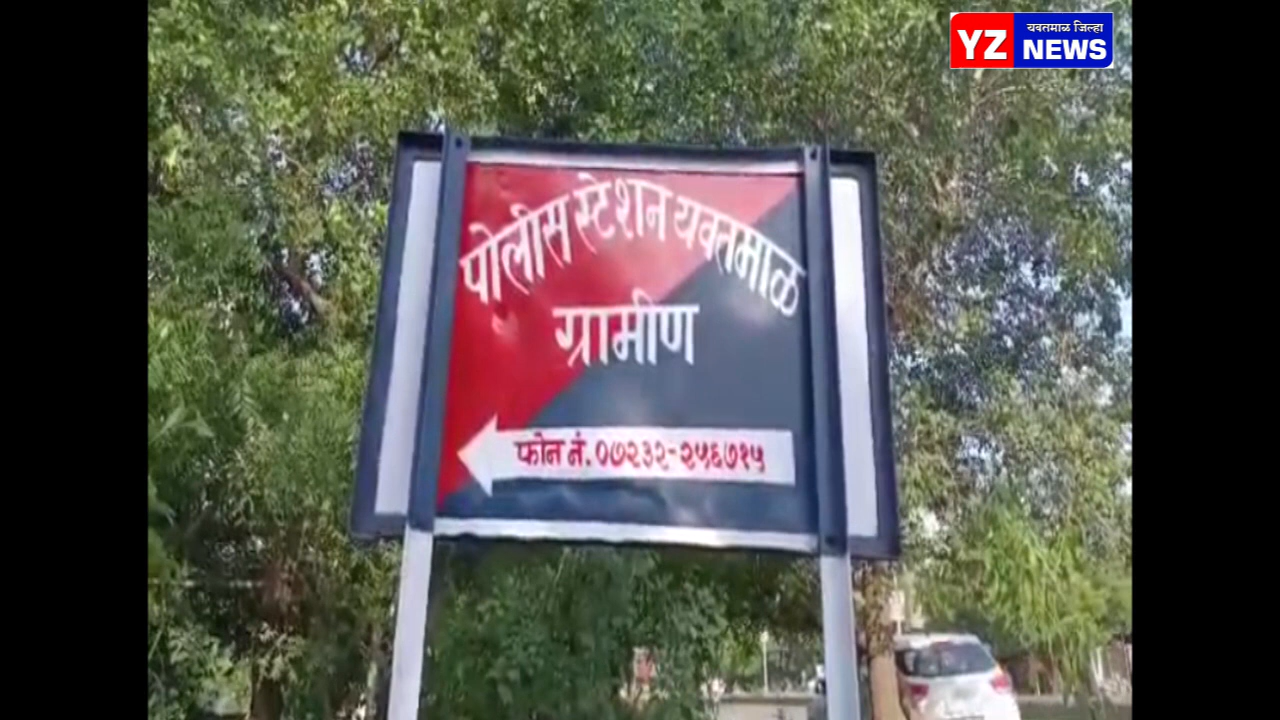 YZ
यवतमाळ जिल्हा
NEWS
पोलीस स्टेशन यवतमाळ
ग्रामीण
फोन नं. ०७२३२-२५६७१५